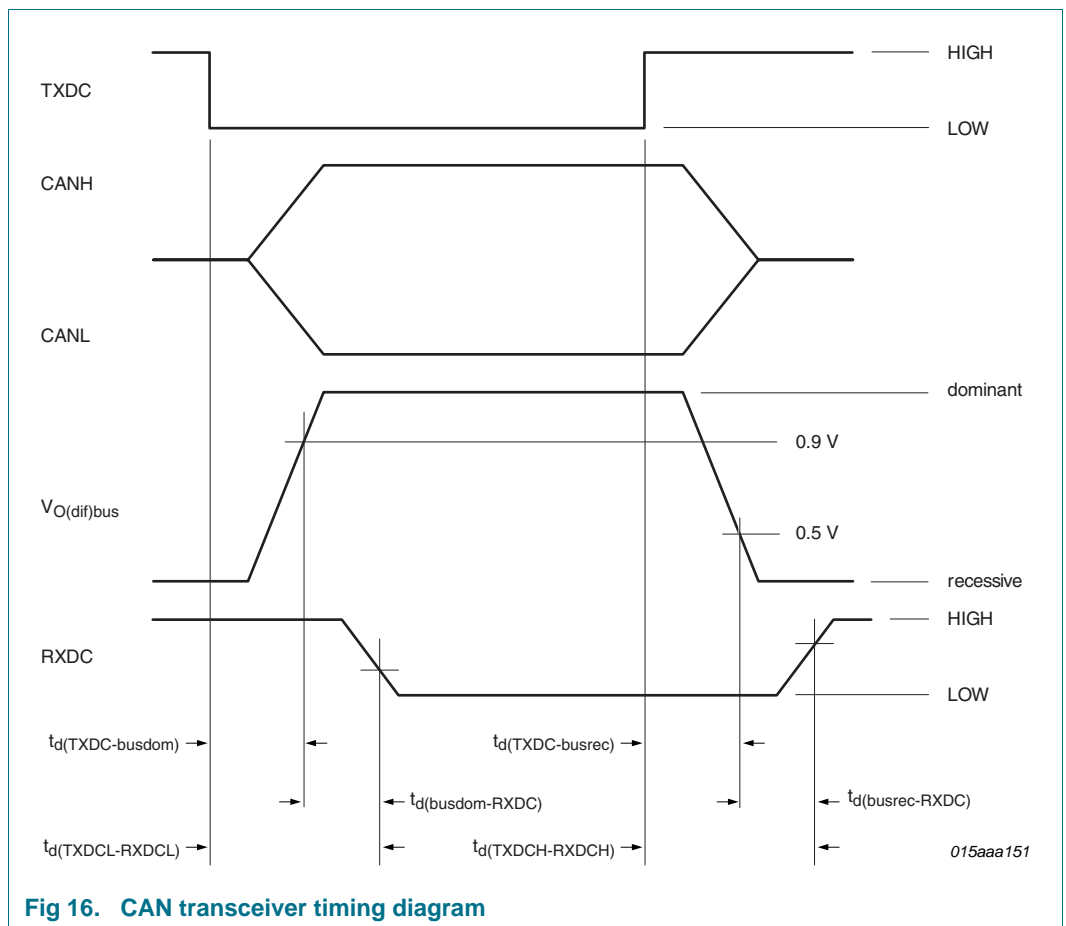 TXDC
HIGH
LOW
CANH
CANL
dominant
0.9 V
VO(dif)bus
0.5 V
recessive
HIGH
RXDC
LOW
td(TXDC-busdom)
td(TXDC-busrec)
td(busdom-RXDC)
td(busrec-RXDC)
td(TXDCL-RXDCL)
td(TXDCH-RXDCH)
015aaa151
Fig 16. CAN transceiver timing diagram